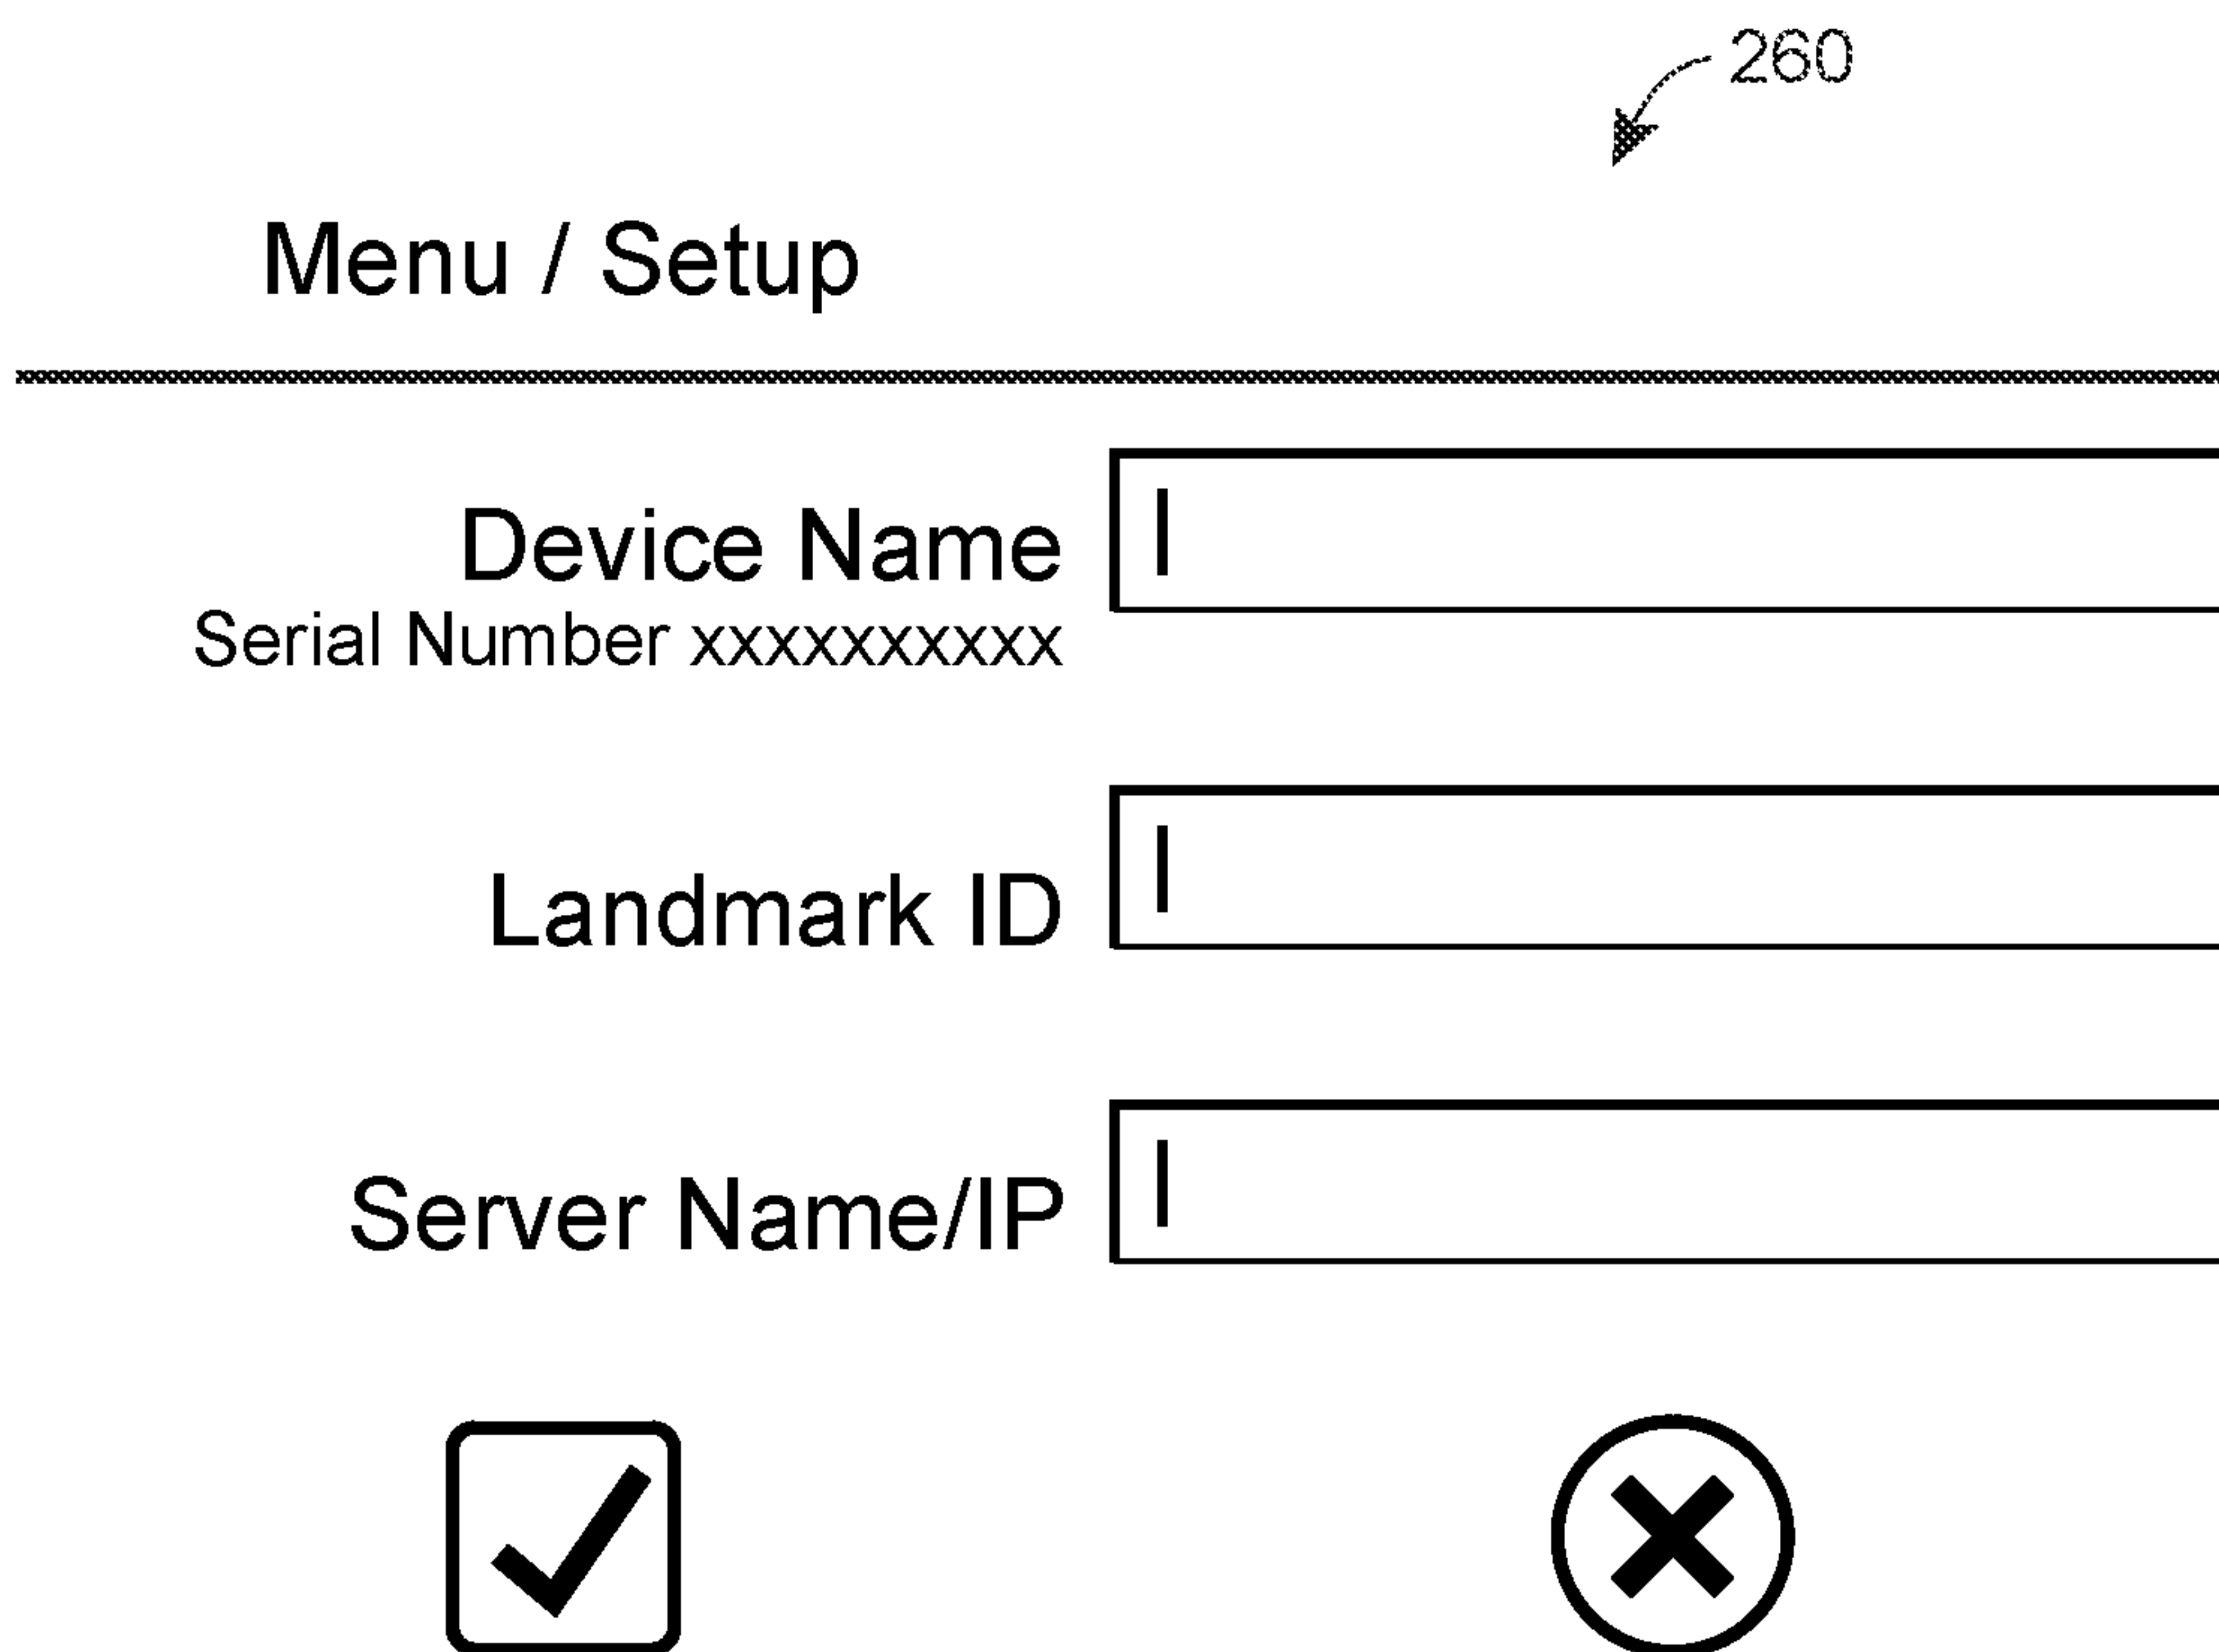 260
Menu / Setup
Device Name
Serial Number xxxxxxxxxx
Landmark ID
Server Name/IP